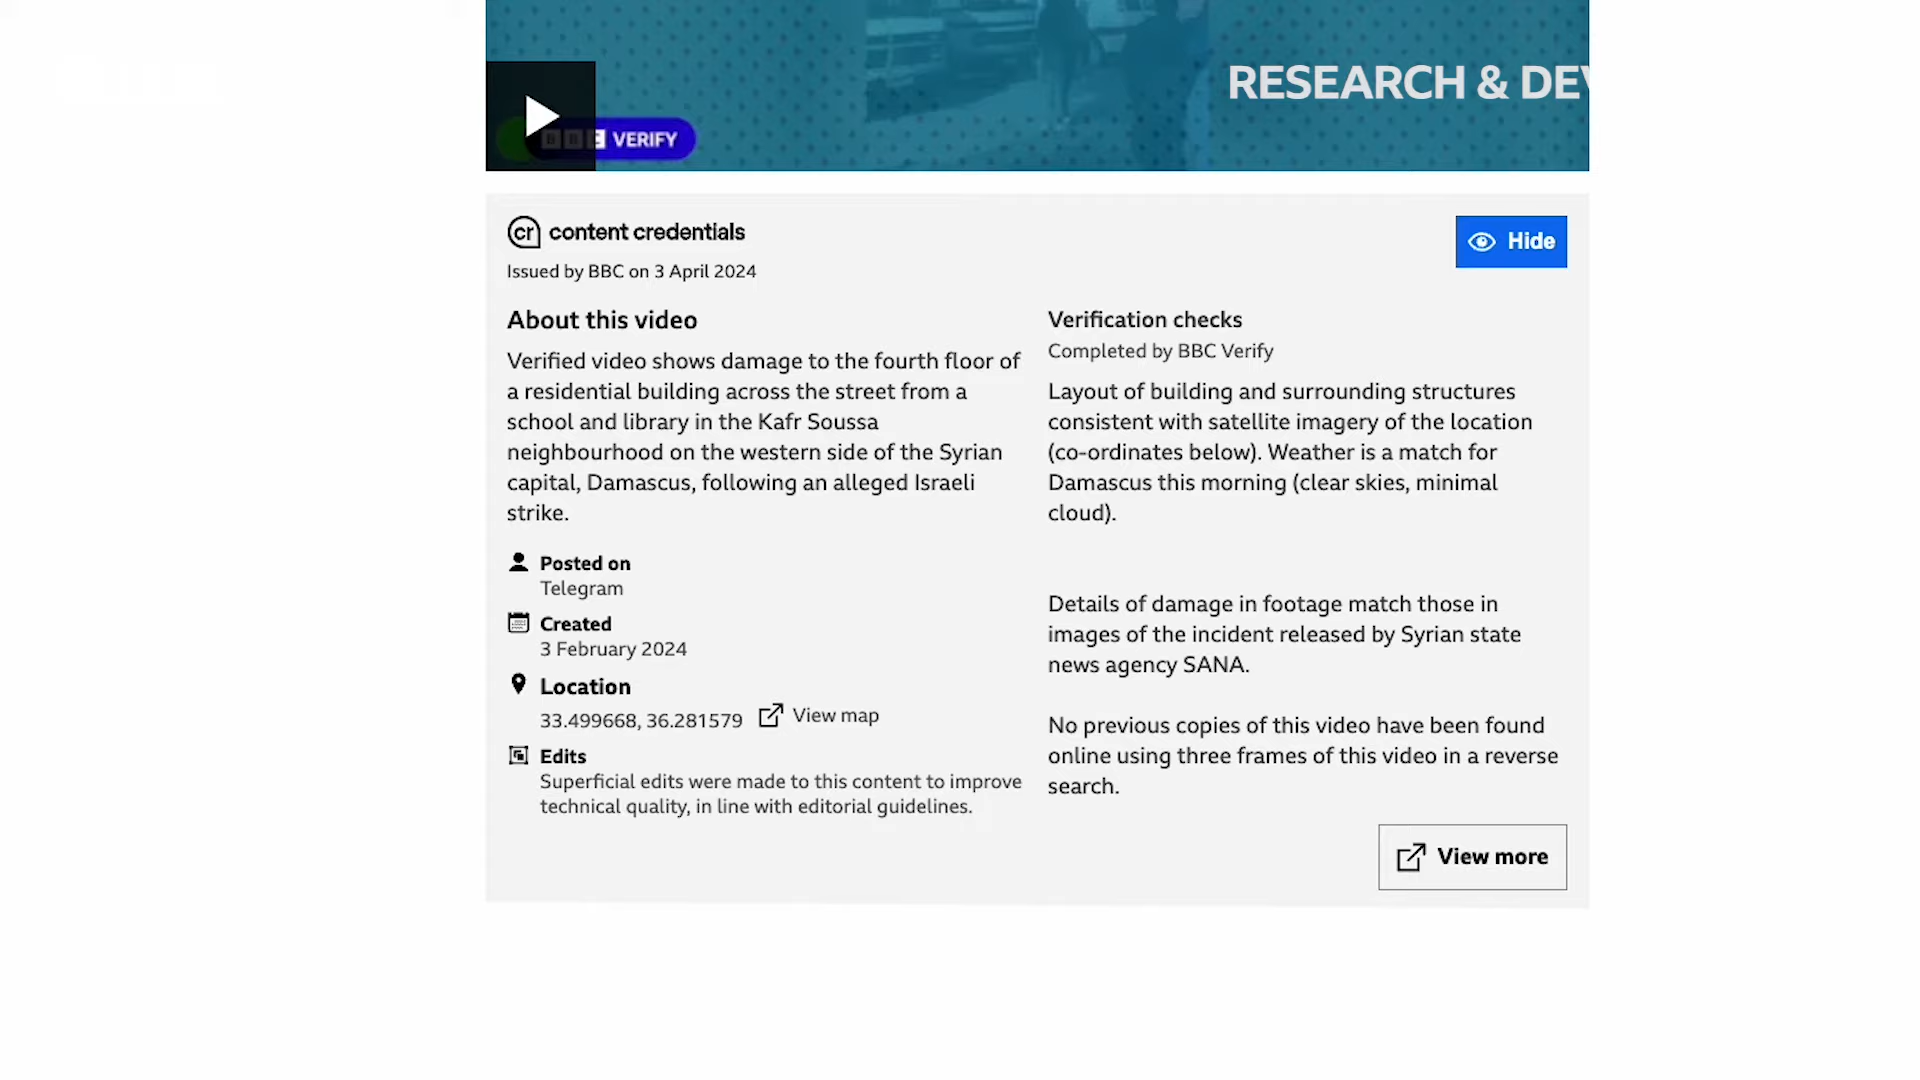 RESEARCH & DEV
BBC VERIFY
cr content credentials
Hide
Issued by BBC on 3 April 2024
About this video
Verified video shows damage to the fourth floor of
a residential building across the street from a
school and library in the Kafr Soussa
neighbourhood on the western side of the Syrian
capital, Damascus, following an alleged Israeli
strike.
Posted on
Telegram
Created
3 February 2024
Location
33.499668, 36.281579 View map
Edits
Superficial edits were made to this content to improve
technical quality, in line with editorial guidelines.
Verification checks
Completed by BBC Verify
Layout of building and surrounding structures
consistent with satellite imagery of the location
(co-ordinates below). Weather is a match for
Damascus this morning (clear skies, minimal
cloud).
Details of damage in footage match those in
images of the incident released by Syrian state
news agency SANA.
No previous copies of this video have been found
online using three frames of this video in a reverse
search.
View more